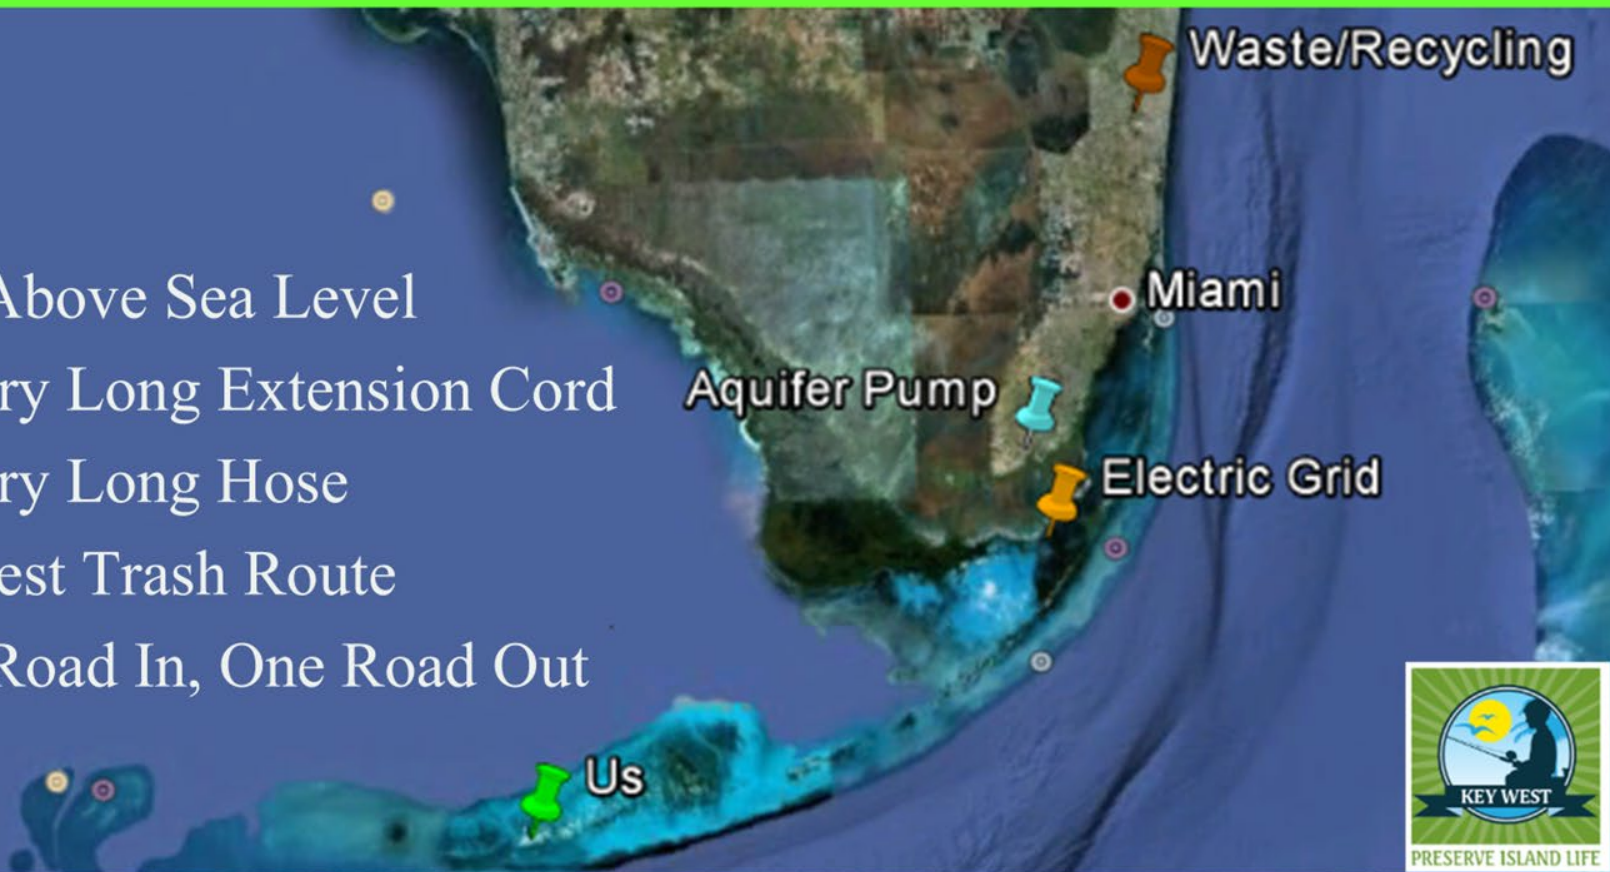 Waste/Recycling
Above Sea Level
Miami
ry Long Extension Cord
Aquifer Pump
ry Long Hose
Electric Grid
est Trash Route
Road In, One Road Out
Us
KEY WEST
PRESERVE ISLAND LIFE